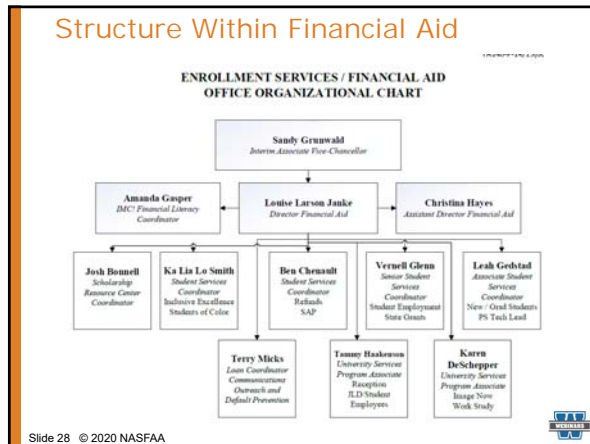 Structure Within Financial Aid
ENROLLMENT SERVICES / FINANCIAL AID
OFFICE ORGANIZATIONAL CHART
Sandy Grunwald
Interim Associate Vice-Chancellor
Amanda Gasper
IMC! Financial Literacy
Coordinator
Louise Larson Janke
Director Financial Aid
Christina Hayes
Assistant Director Financial Aid
Josh Bonnell
Scholarship
Resource Center
Coordinator
Ka Lia Lo Smith
Student Services
Coordinator
Inclusive Excellence
Students of Color
Ben Chenault
Student Services
Coordinator
Refunds
SAP
Vernell Glenn
Senior Student
Services
Coordinator
Student Employment
State Grants
Leah Gedstad
Associate Student
Services
Coordinator
New / Grad Students
PS Tech Lead
Terry Micks
Loan Coordinator
Communications
Outreach and
Default Prevention
Tammy Haakenson
University Services
Program Associate
Reception
JLD/Student
Employees
Karen
DeSchepper
University Services
Program Associate
Image Now
Work Study
Slide 28 © 2020 NASFAA
WEBINARS